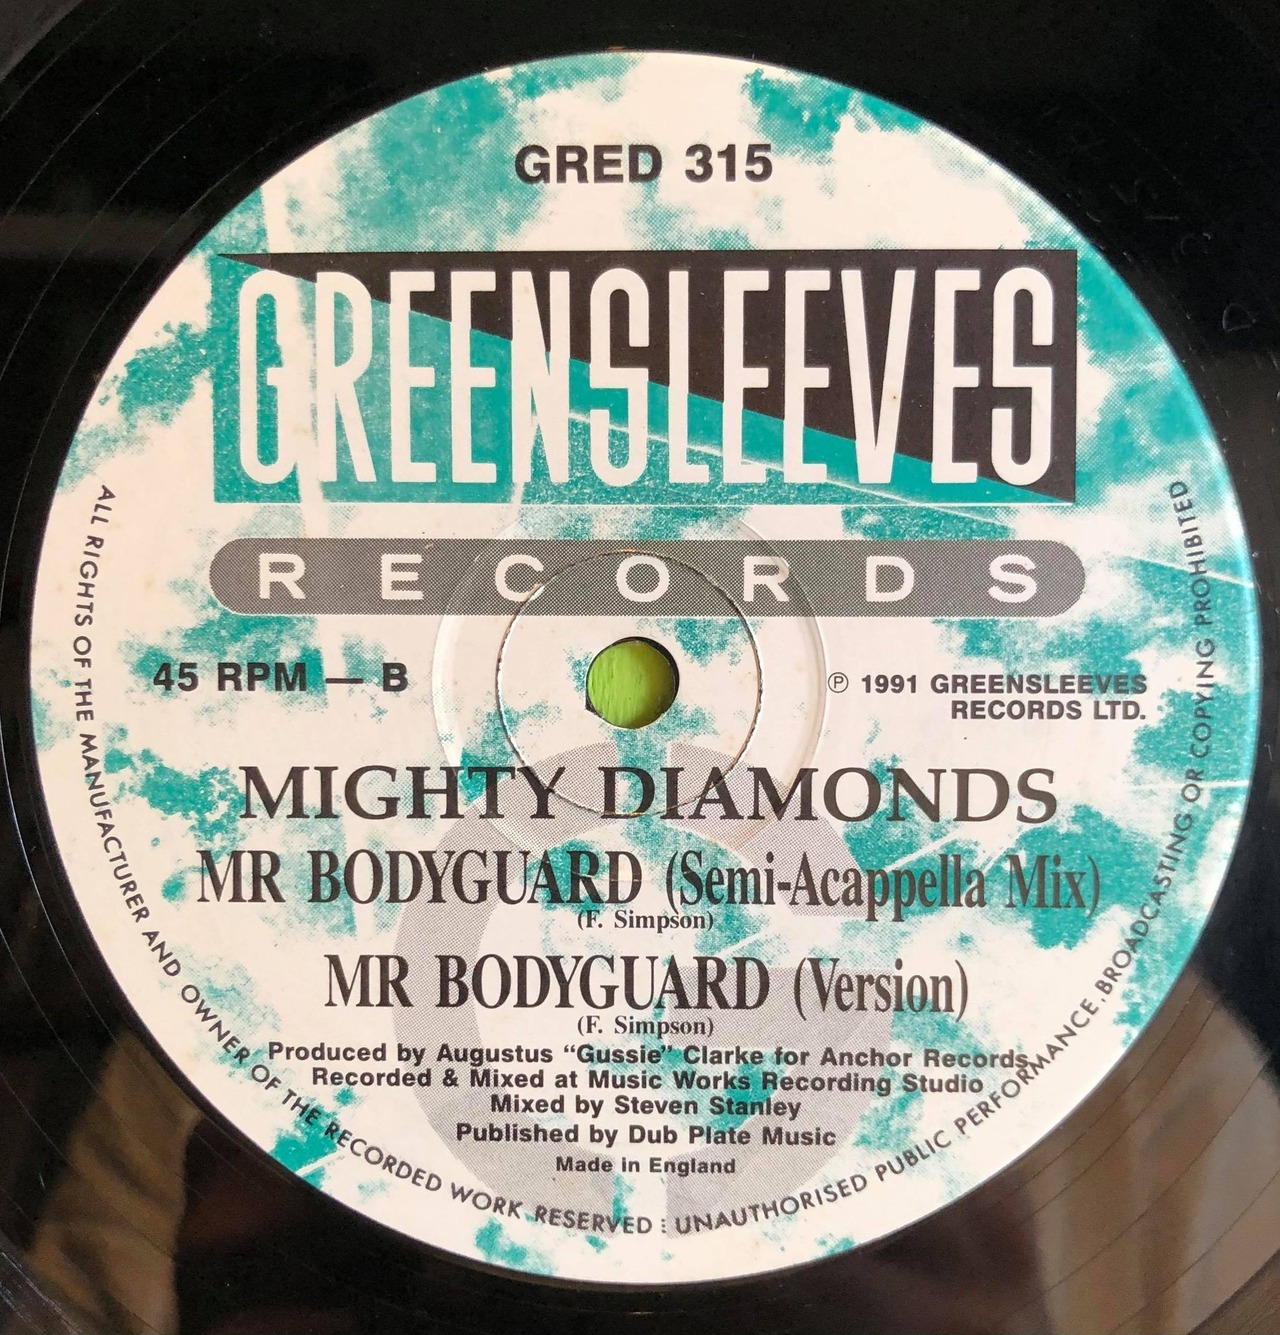 GRED 315
GREENSLEEVES
RECORDS
45 RPM — B
℗ 1991 GREENSLEEVES
RECORDS LTD.
MIGHTY DIAMONDS
MR BODYGUARD (Semi-Acappella Mix)
(F. Simpson)
MR BODYGUARD (Version)
(F. Simpson)
Produced by Augustus “Gussie” Clarke for Anchor Records
Recorded & Mixed at Music Works Recording Studio
Mixed by Steven Stanley
Published by Dub Plate Music
Made in England
ALL RIGHTS OF THE MANUFACTURER AND OWNER OF THE RECORDED WORK RESERVED : UNAUTHORISED PUBLIC PERFORMANCE, BROADCASTING OR COPYING PROHIBITED